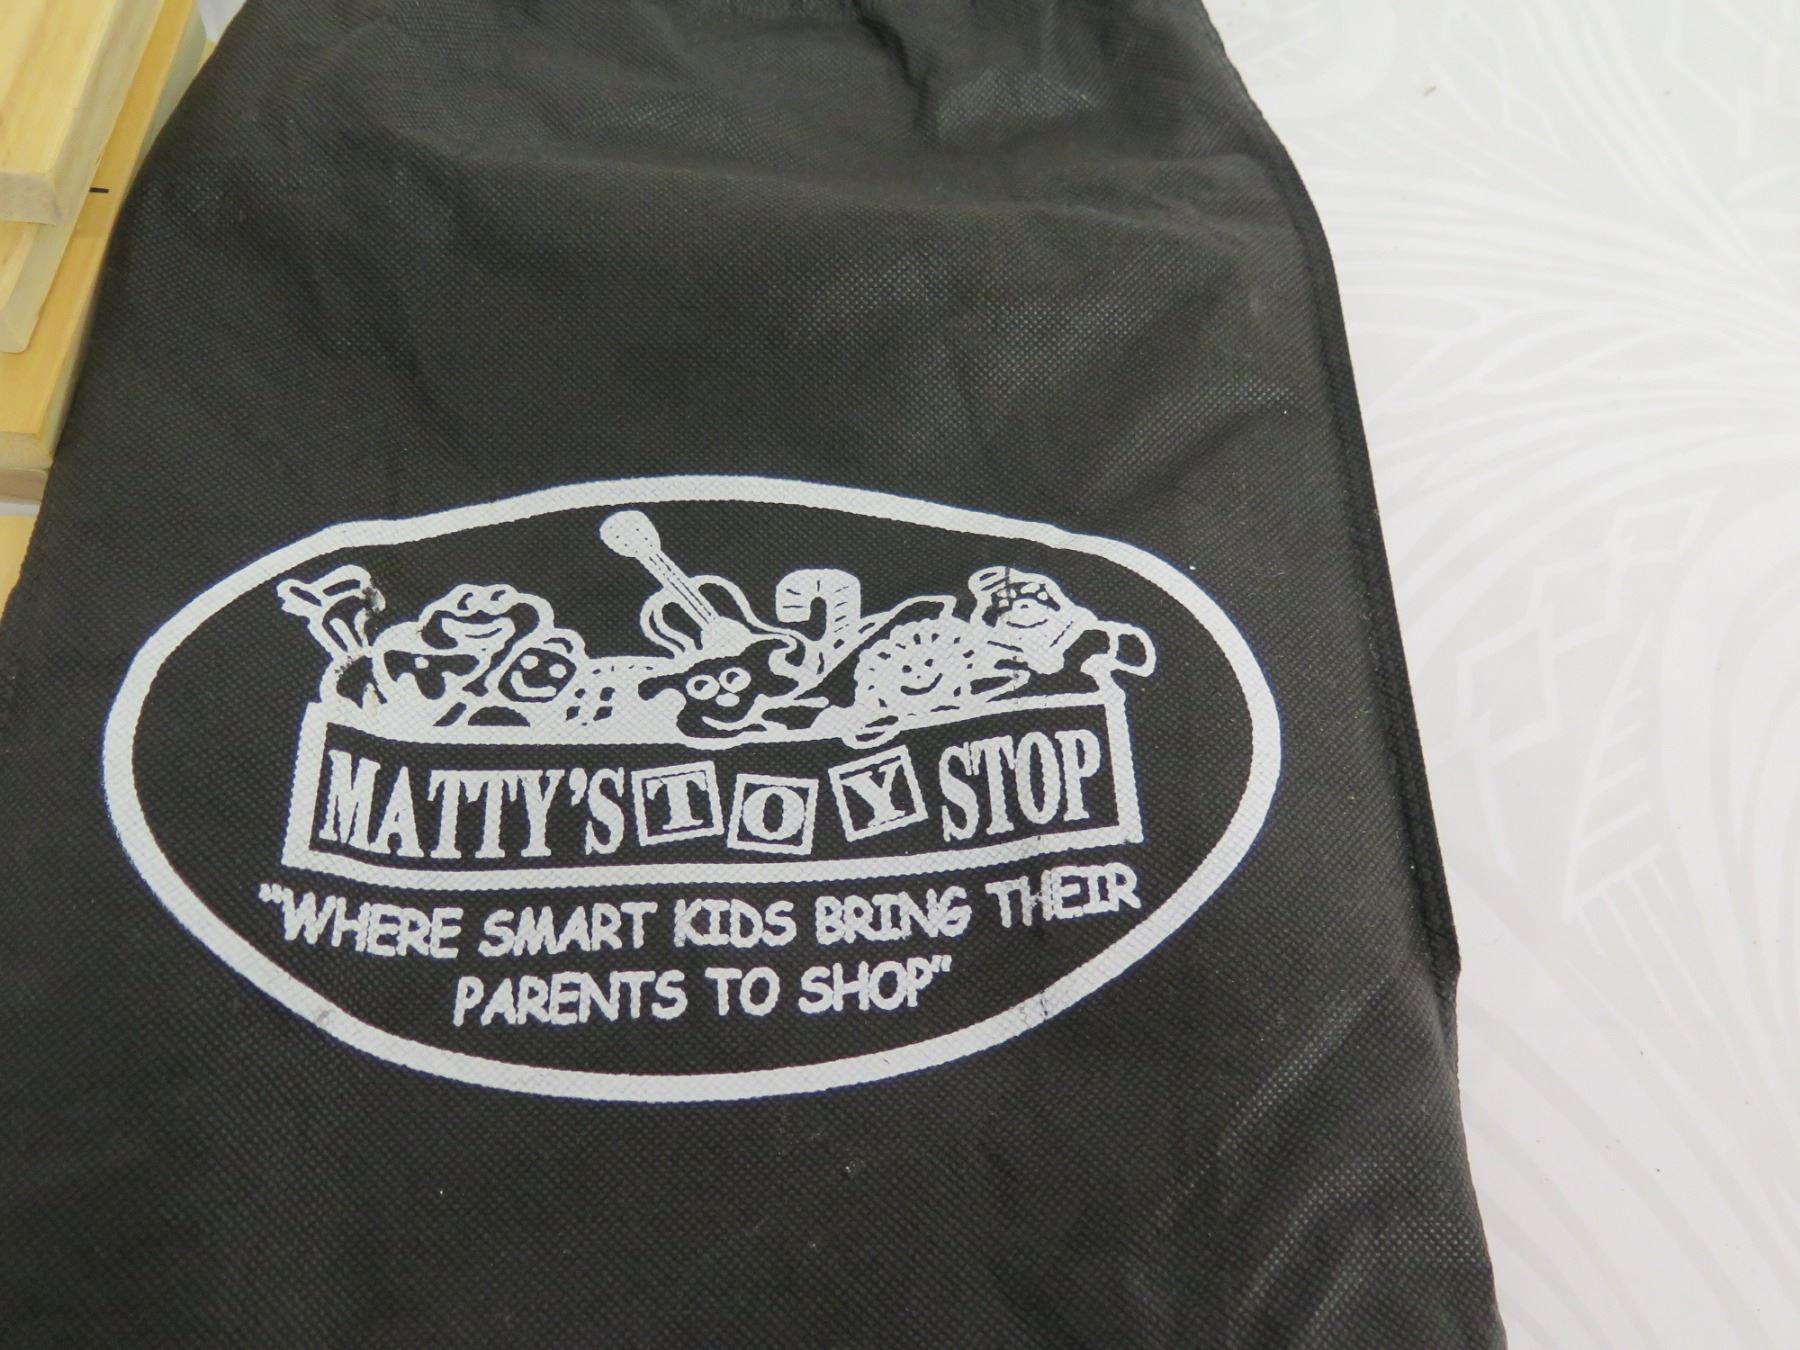 MATTY'S TOY STOP
"WHERE SMART KIDS BRING THEIR
PARENTS TO SHOP"